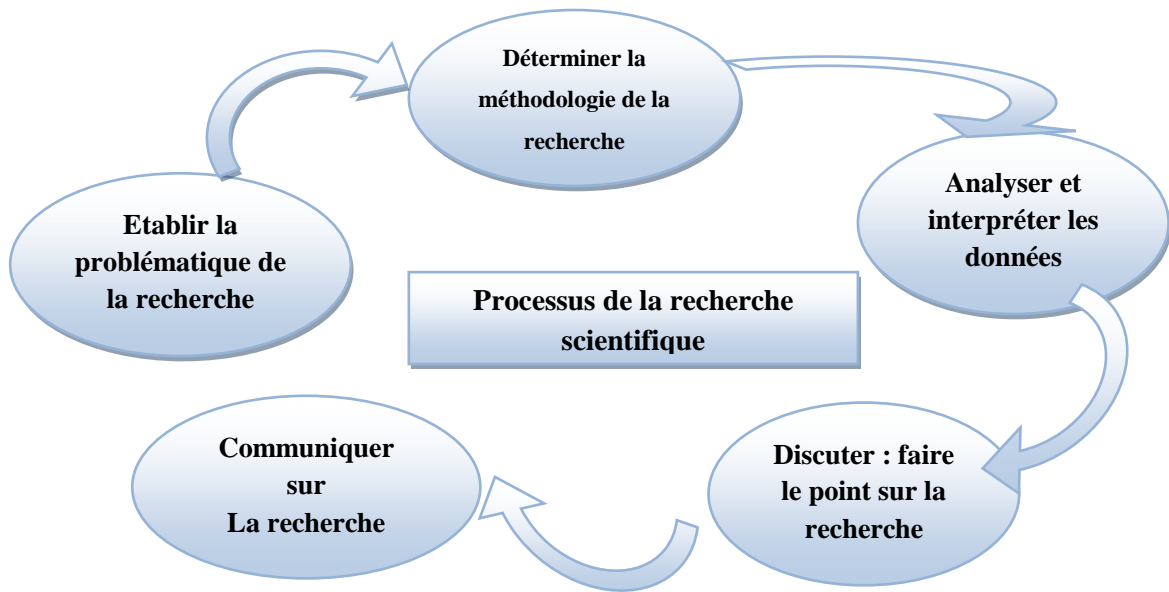 Etablir la
problématique de
la recherche
Déterminer la
méthodologie de la
recherche
Analyser et
interpréter les
données
Processus de la recherche
scientifique
Discuter : faire
le point sur la
recherche
Communiquer
sur
La recherche